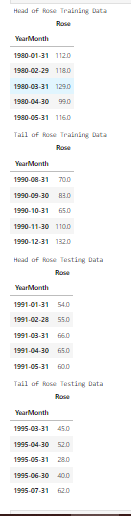 Head of Rose Training Data
Rose
YearMonth
1980-01-31 112.0
1980-02-29 118.0
1980-03-31 129.0
1980-04-30 99.0
1980-05-31 116.0
Tail of Rose Training Data
Rose
YearMonth
1990-08-31 70.0
1990-09-30 83.0
1990-10-31 65.0
1990-11-30 110.0
1990-12-31 132.0
Head of Rose Testing Data
Rose
YearMonth
1991-01-31 54.0
1991-02-28 55.0
1991-03-31 66.0
1991-04-30 65.0
1991-05-31 60.0
Tail of Rose Testing Data
Rose
YearMonth
1995-03-31 45.0
1995-04-30 52.0
1995-05-31 28.0
1995-06-30 40.0
1995-07-31 62.0